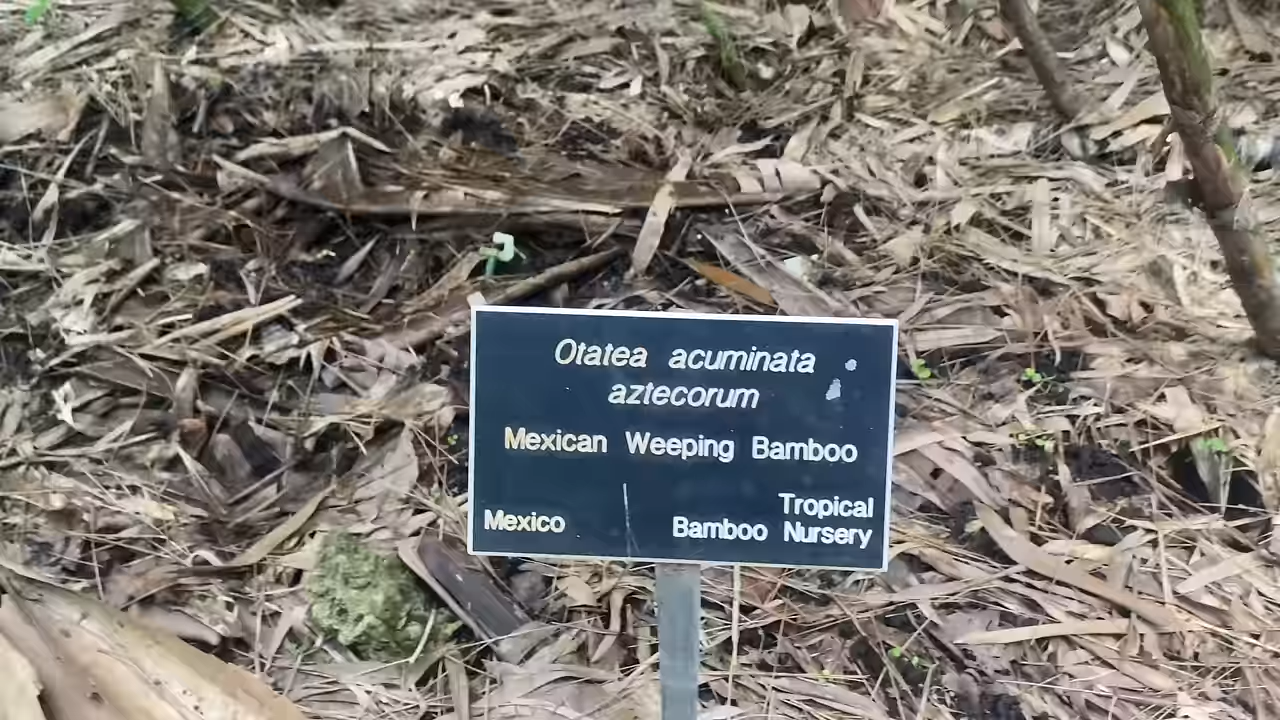 Otatea acuminata
aztecorum
Mexican Weeping Bamboo
Mexico
Tropical
Bamboo Nursery